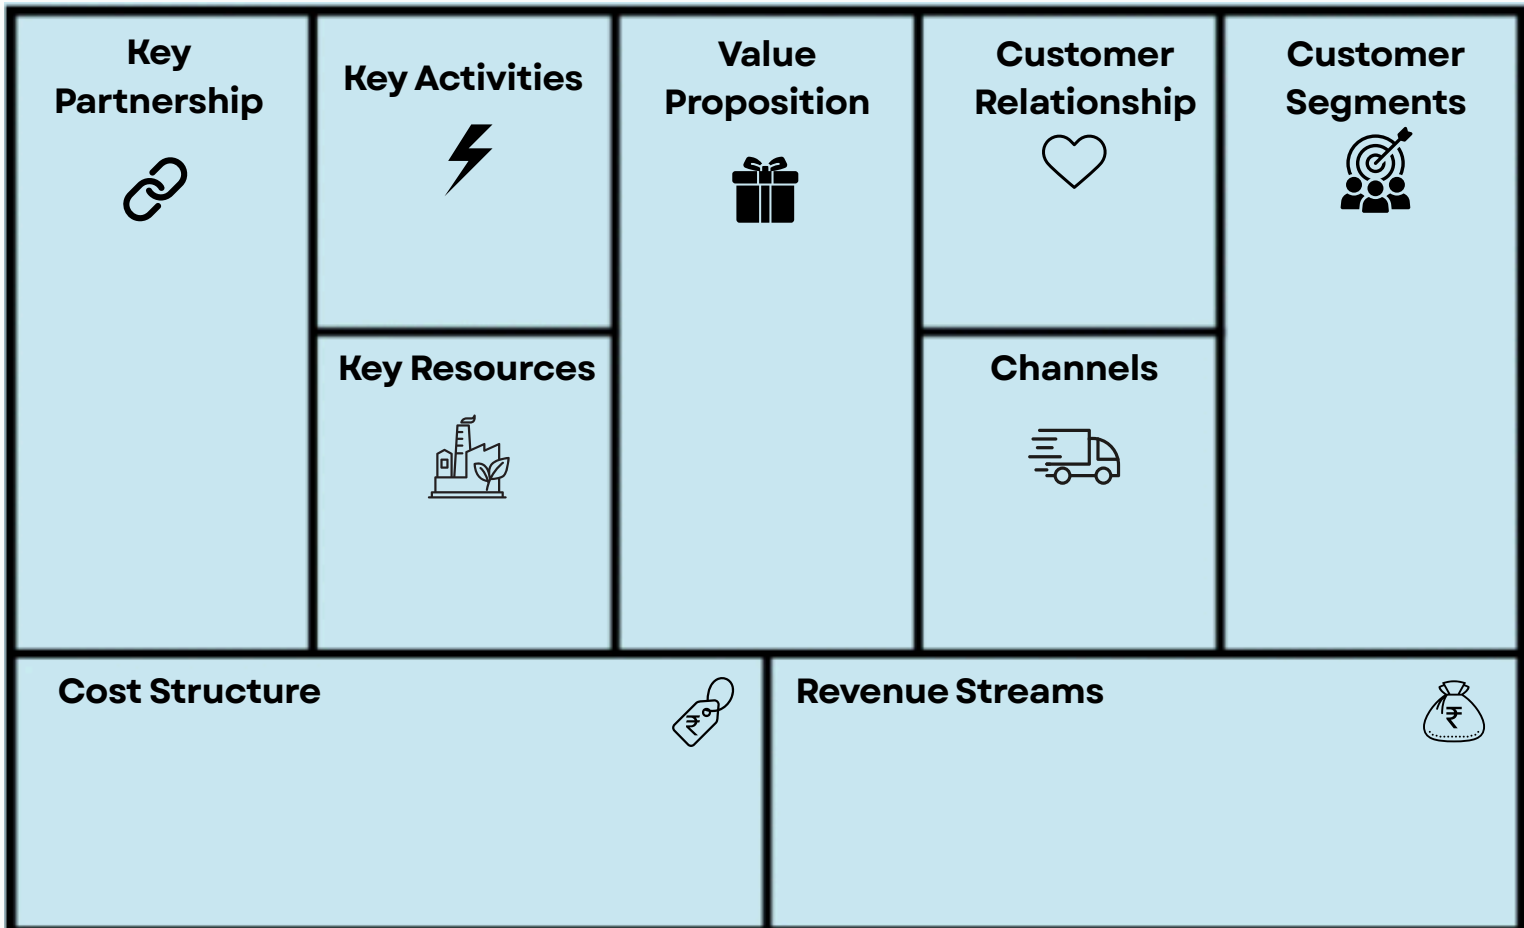 Key
Partnership
Key Activities
Key Resources
Value
Proposition
Customer
Relationship
Channels
Customer
Segments
Cost Structure
₹
Revenue Streams
₹